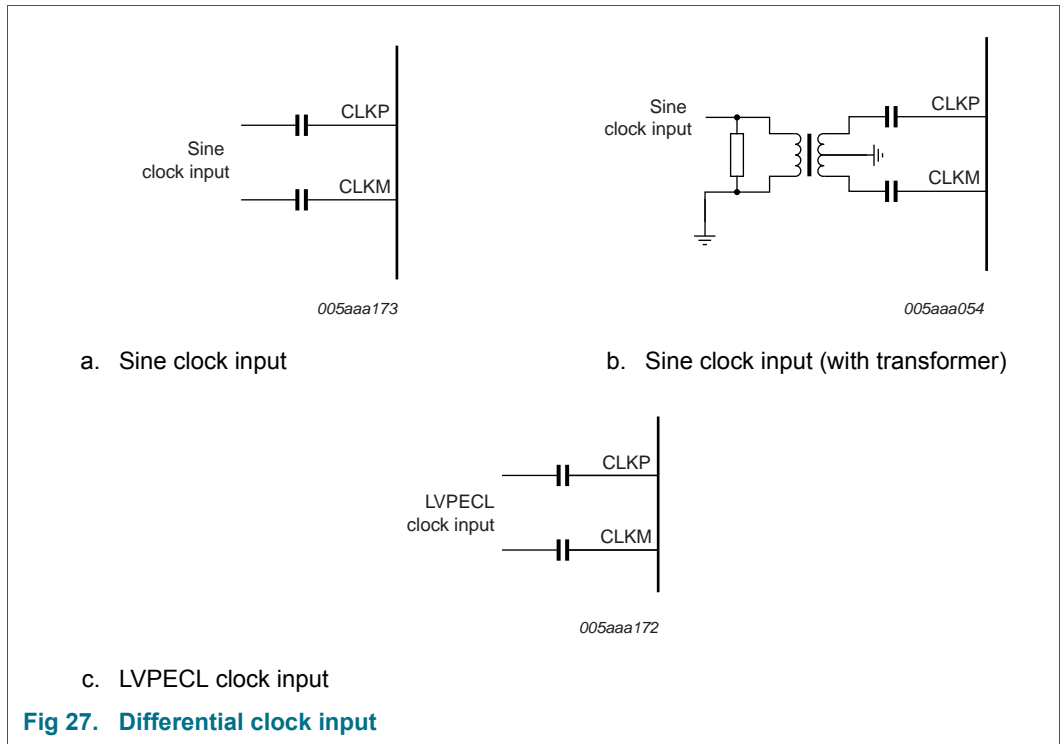 CLKP
Sine
clock input
CLKM
005aaa173
a. Sine clock input
Sine
clock input
CLKP
CLKM
005aaa054
b. Sine clock input (with transformer)
CLKP
LVPECL
clock input
CLKM
005aaa172
c. LVPECL clock input
Fig 27. Differential clock input